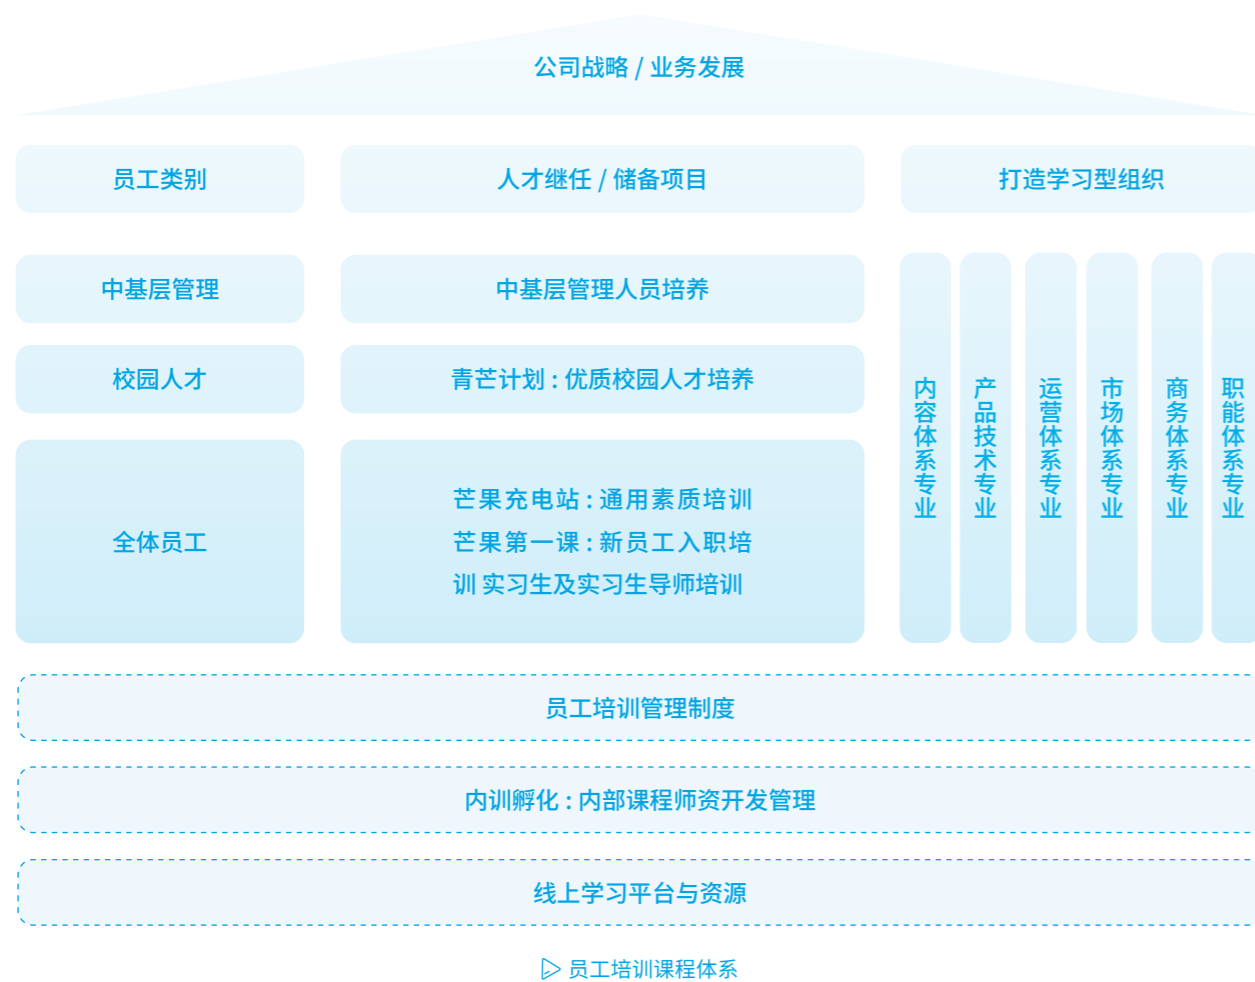 公司战略 / 业务发展
员工类别
人才继任 / 储备项目
打造学习型组织
中基层管理
中基层管理人员培养
校园人才
青芒计划 : 优质校园人才培养
全体员工
芒果充电站 : 通用素质培训
芒果第一课 : 新员工入职培
训 实习生及实习生导师培训
内容体系专业
产品技术专业
运营体系专业
市场体系专业
商务体系专业
职能体系专业
员工培训管理制度
内训孵化 : 内部课程师资开发管理
线上学习平台与资源
员工培训课程体系